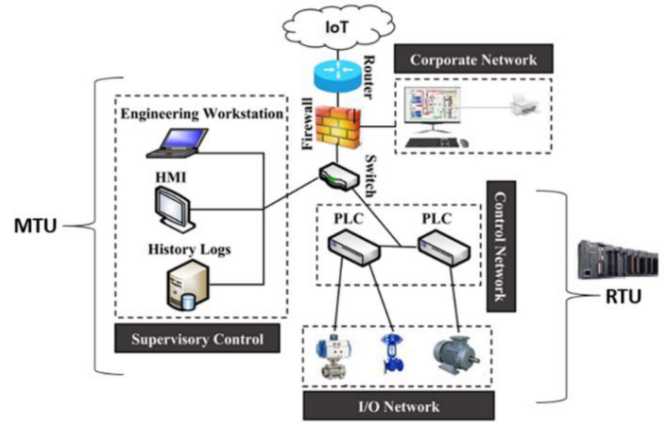 IoT
Router
Corporate Network
Firewall
Engineering Workstation
HMI
History Logs
Switch
MTU
Supervisory Control
PLC
PLC
Control Network
RTU
I/O Network